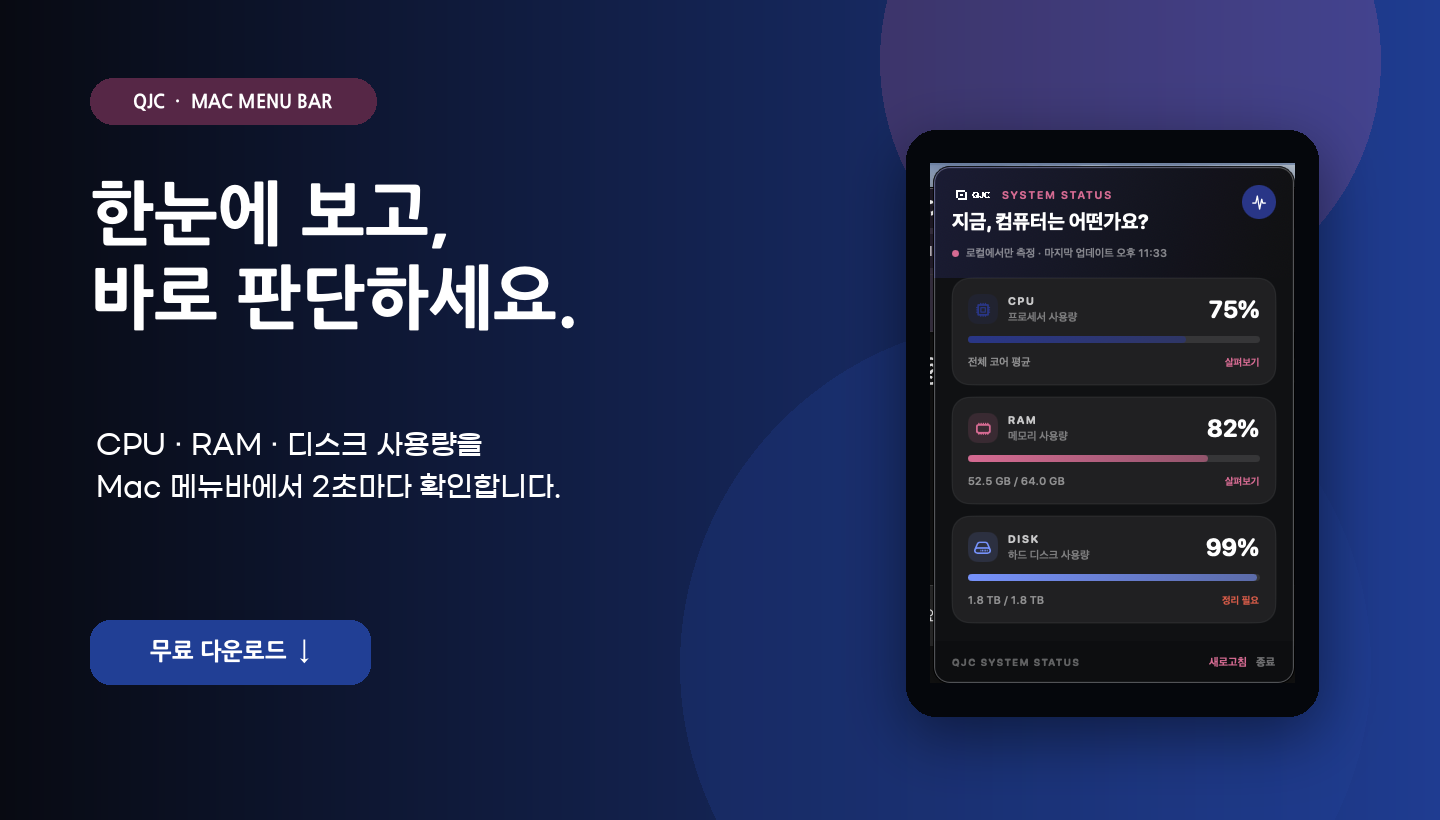 QJC · MAC MENU BAR
한눈에 보고,
바로 판단하세요.
CPU · RAM · 디스크 사용량을
Mac 메뉴바에서 2초마다 확인합니다.
무료 다운로드 ↓
QJC SYSTEM STATUS
지금, 컴퓨터는 어떤가요?
로컬에서만 측정 · 마지막 업데이트 오후 11:33
CPU
프로세서 사용량
75%
전체 코어 평균
살펴보기
RAM
메모리 사용량
82%
52.5 GB / 64.0 GB
살펴보기
DISK
하드 디스크 사용량
99%
1.8 TB / 1.8 TB
정리 필요
QJC SYSTEM STATUS
새로고침 종료